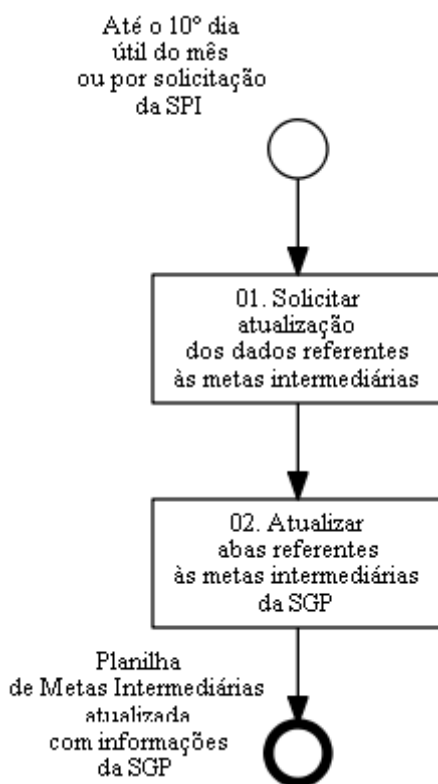 Até o 10º dia
útil do mês
ou por solicitação
da SPI
01. Solicitar
atualização
dos dados referentes
às metas intermediárias
02. Atualizar
abas referentes
às metas intermediárias
da SGP
Planilha
de Metas Intermediárias
atualizada
com informações
da SGP